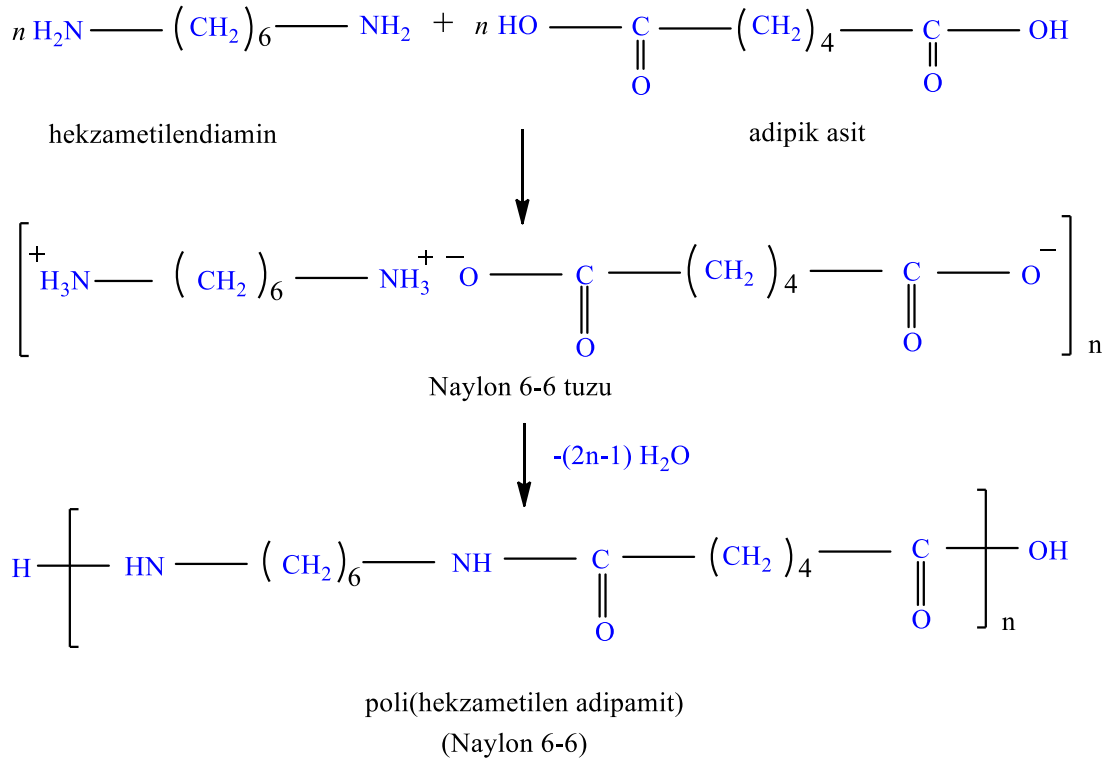 n H₂N (CH₂)₆ NH₂ + n HO C (CH₂)₄ C OH
O O
hekzametilendiamin adipik asit
[ +H₃N (CH₂)₆ NH₃+ −O C (CH₂)₄ C O− ]n
O O
Naylon 6-6 tuzu
-(2n-1) H₂O
H [ HN (CH₂)₆ NH C (CH₂)₄ C ]n OH
O O
poli(hekzametilen adipamit)
(Naylon 6-6)